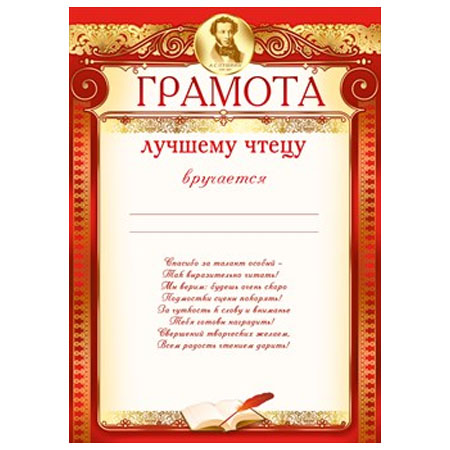 А.С.ПУШКИН
ГРАМОТА
лучшему чтецу
вручается
Спасибо за талант особый –
Так выразительно читать!
Мы верим: будешь очень скоро
Подмостки сцены покорять!
За чуткость к слову и вниманье
Тебя готовы наградить!
Свершений творческих желаем,
Всем радость чтением дарить!